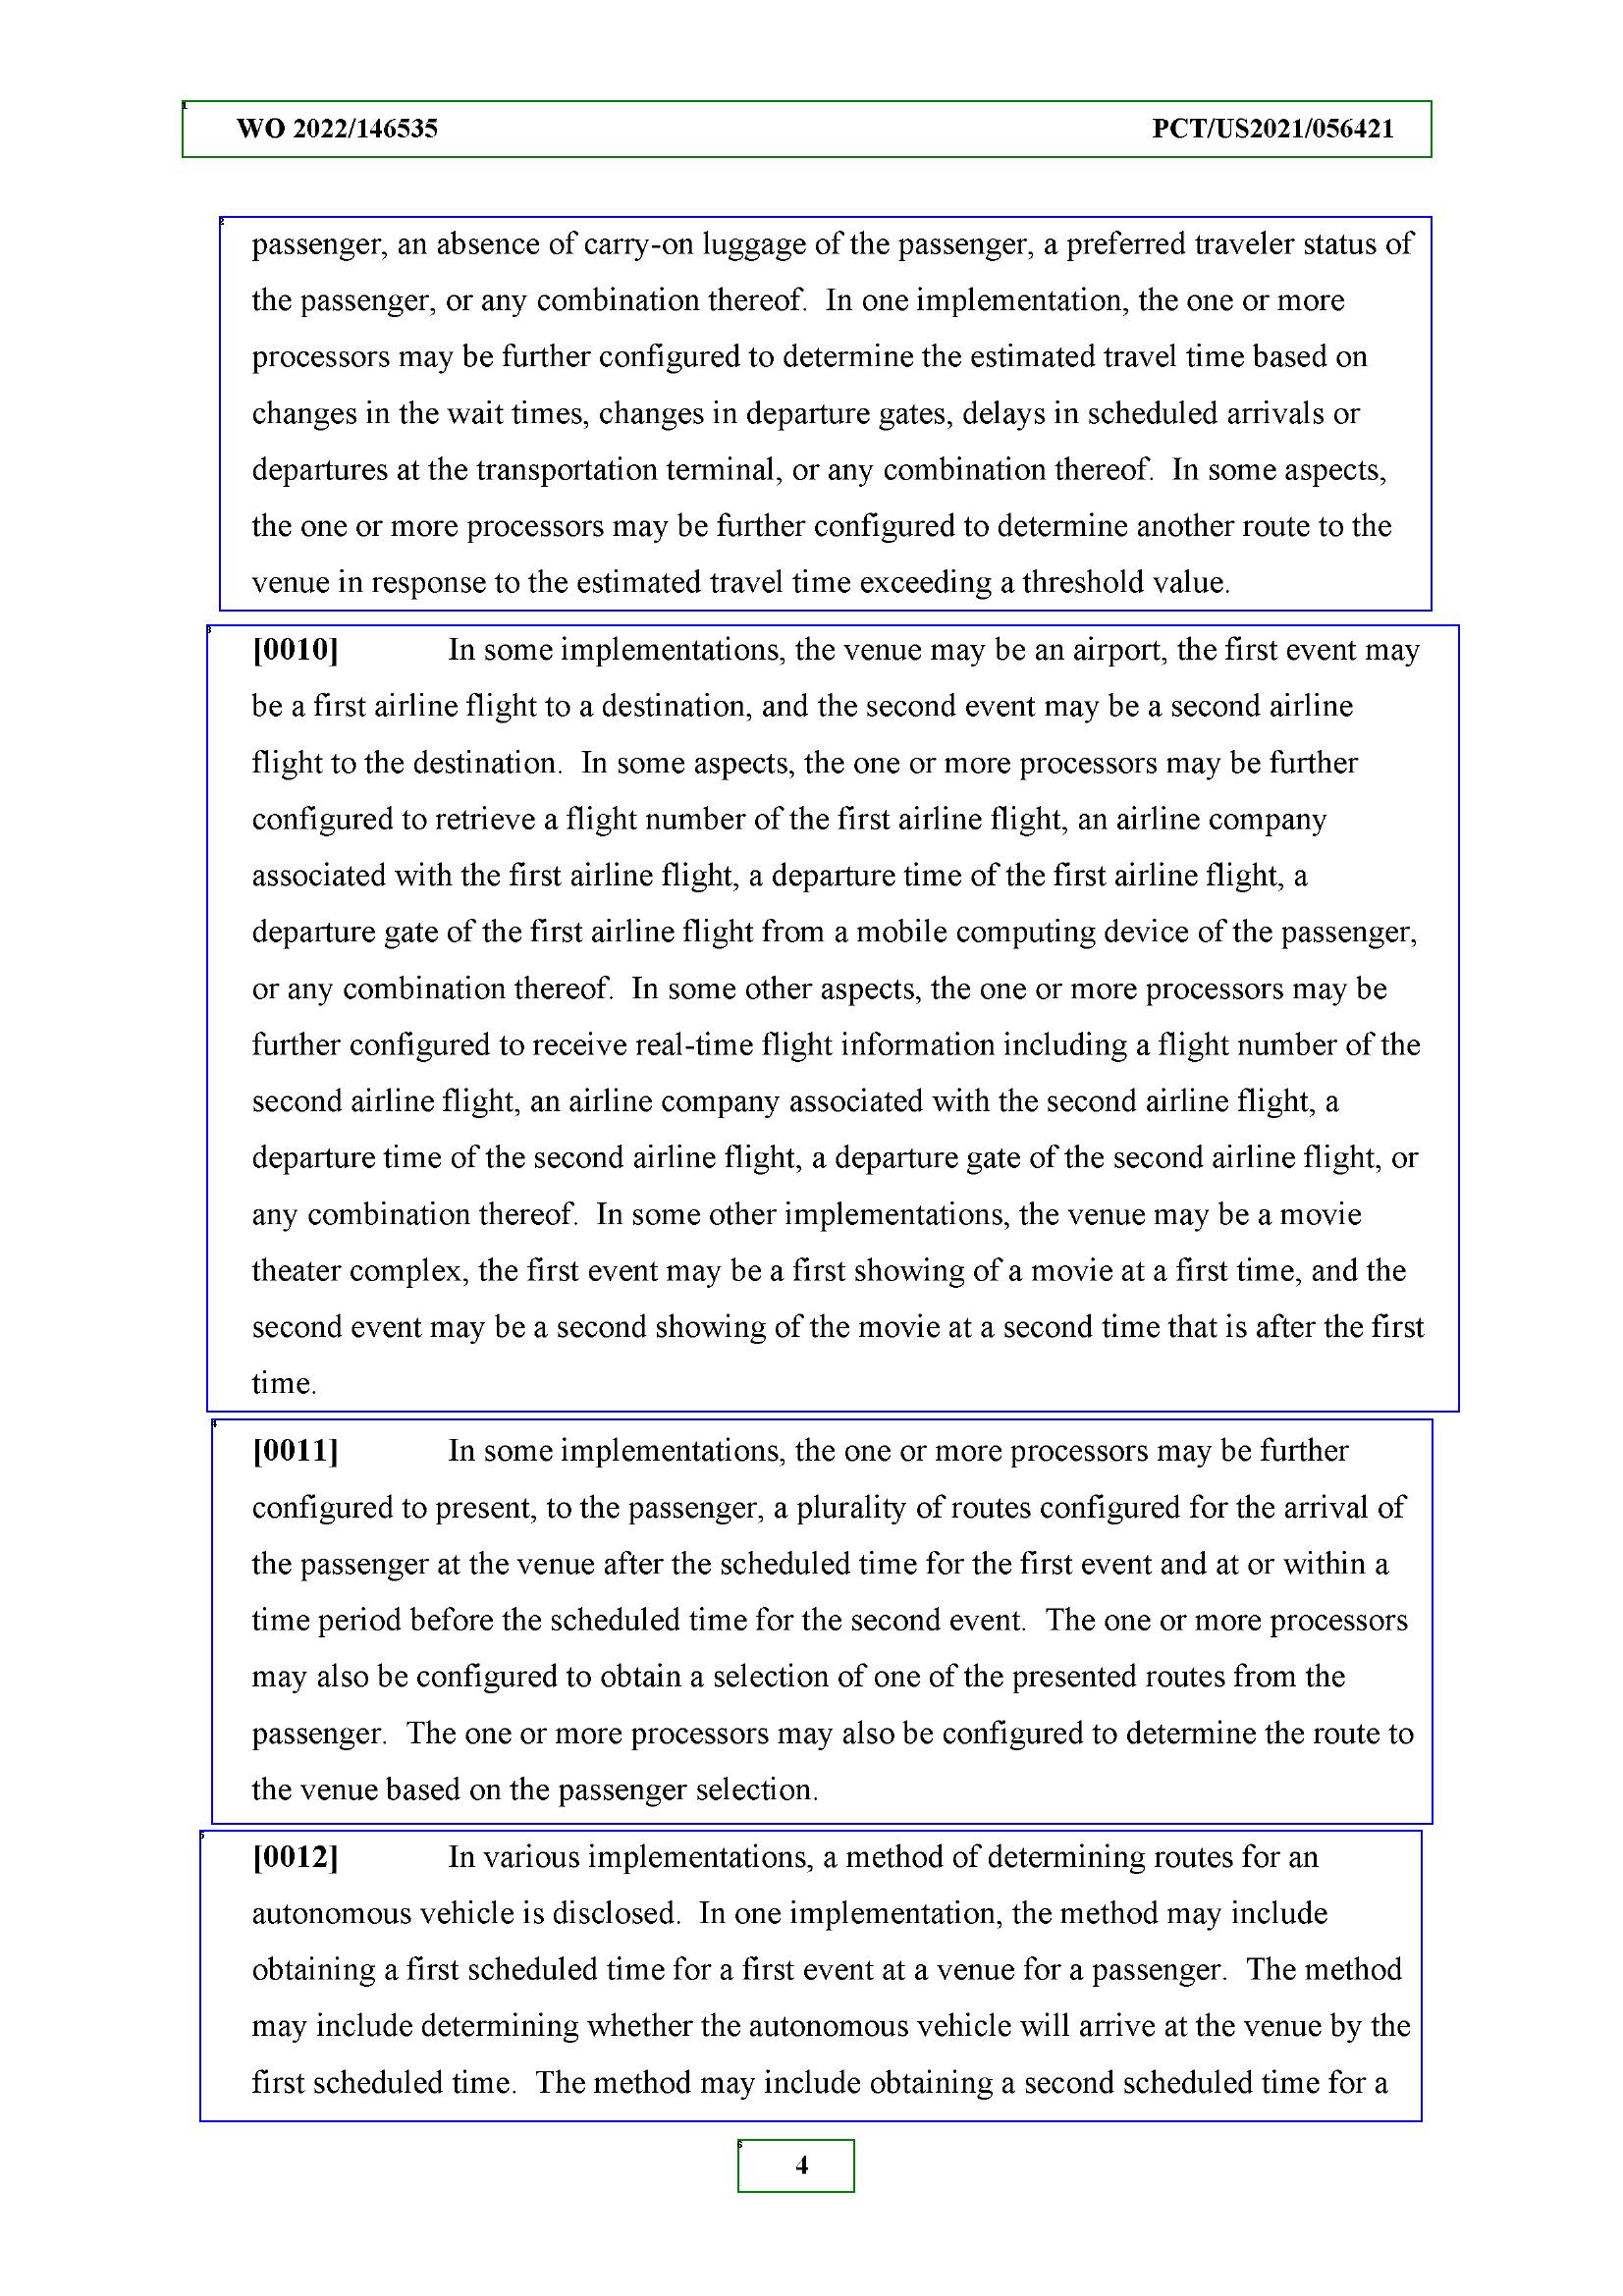 WO 2022/146535 PCT/US2021/056421
passenger, an absence of carry-on luggage of the passenger, a preferred traveler status of
the passenger, or any combination thereof.  In one implementation, the one or more
processors may be further configured to determine the estimated travel time based on
changes in the wait times, changes in departure gates, delays in scheduled arrivals or
departures at the transportation terminal, or any combination thereof.  In some aspects,
the one or more processors may be further configured to determine another route to the
venue in response to the estimated travel time exceeding a threshold value.
[0010] In some implementations, the venue may be an airport, the first event may
be a first airline flight to a destination, and the second event may be a second airline
flight to the destination.  In some aspects, the one or more processors may be further
configured to retrieve a flight number of the first airline flight, an airline company
associated with the first airline flight, a departure time of the first airline flight, a
departure gate of the first airline flight from a mobile computing device of the passenger,
or any combination thereof.  In some other aspects, the one or more processors may be
further configured to receive real-time flight information including a flight number of the
second airline flight, an airline company associated with the second airline flight, a
departure time of the second airline flight, a departure gate of the second airline flight, or
any combination thereof.  In some other implementations, the venue may be a movie
theater complex, the first event may be a first showing of a movie at a first time, and the
second event may be a second showing of the movie at a second time that is after the first
time.
[0011] In some implementations, the one or more processors may be further
configured to present, to the passenger, a plurality of routes configured for the arrival of
the passenger at the venue after the scheduled time for the first event and at or within a
time period before the scheduled time for the second event.  The one or more processors
may also be configured to obtain a selection of one of the presented routes from the
passenger.  The one or more processors may also be configured to determine the route to
the venue based on the passenger selection.
[0012] In various implementations, a method of determining routes for an
autonomous vehicle is disclosed.  In one implementation, the method may include
obtaining a first scheduled time for a first event at a venue for a passenger.  The method
may include determining whether the autonomous vehicle will arrive at the venue by the
first scheduled time.  The method may include obtaining a second scheduled time for a
4